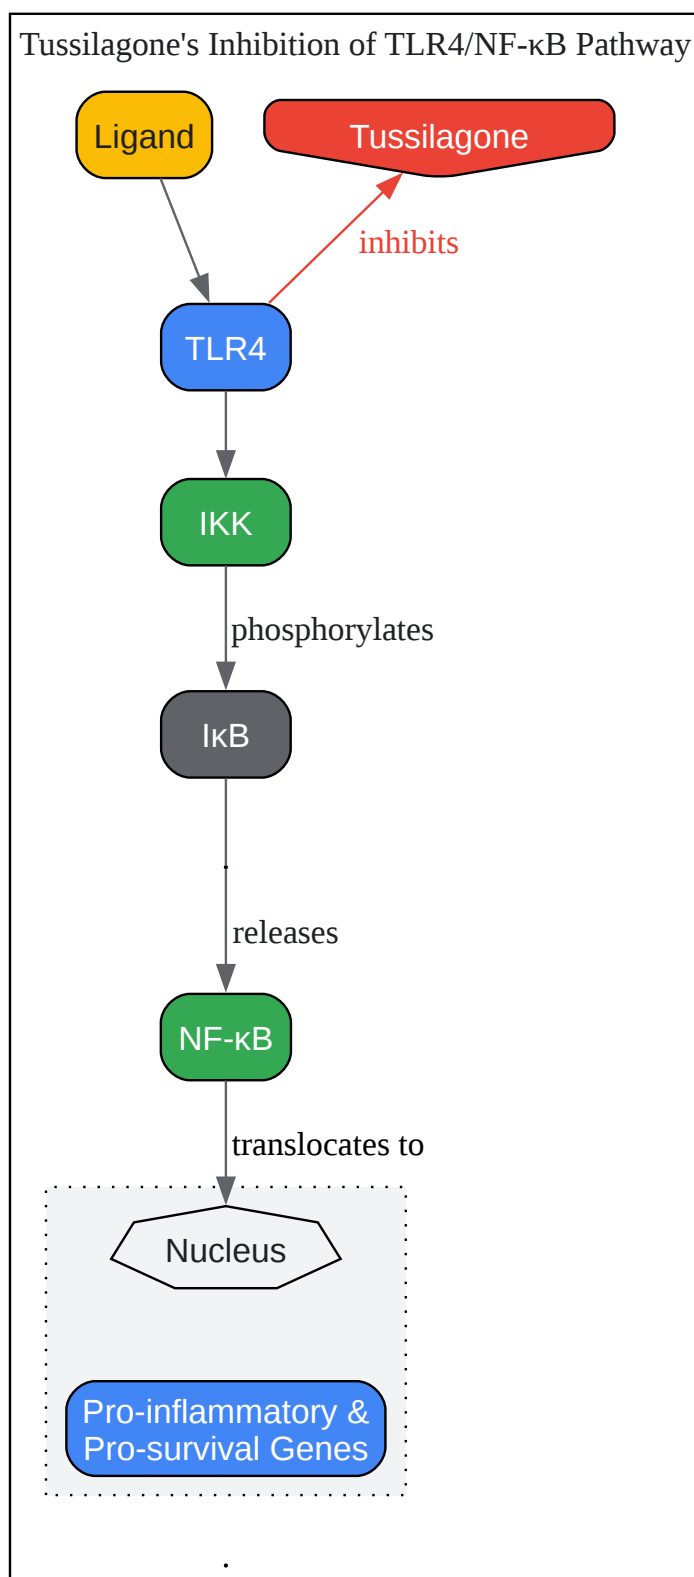 Tussilagone's Inhibition of TLR4/NF-κB Pathway
Ligand
Tussilagone
inhibits
TLR4
IKK
phosphorylates
IκB
releases
NF-κB
translocates to
Nucleus
Pro-inflammatory &
Pro-survival Genes